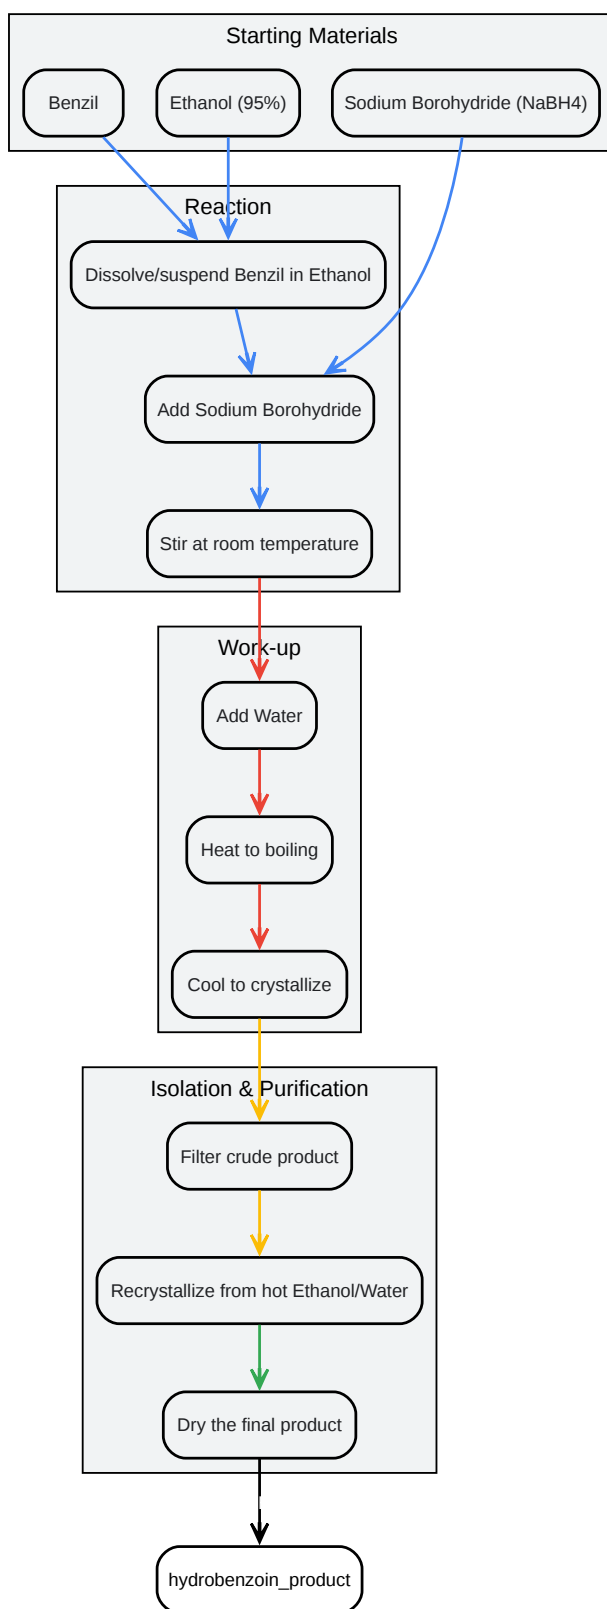 Starting Materials
Benzil
Ethanol (95%)
Sodium Borohydride (NaBH4)
Reaction
Dissolve/suspend Benzil in Ethanol
Add Sodium Borohydride
Stir at room temperature
Work-up
Add Water
Heat to boiling
Cool to crystallize
Isolation & Purification
Filter crude product
Recrystallize from hot Ethanol/Water
Dry the final product
hydrobenzoin_product